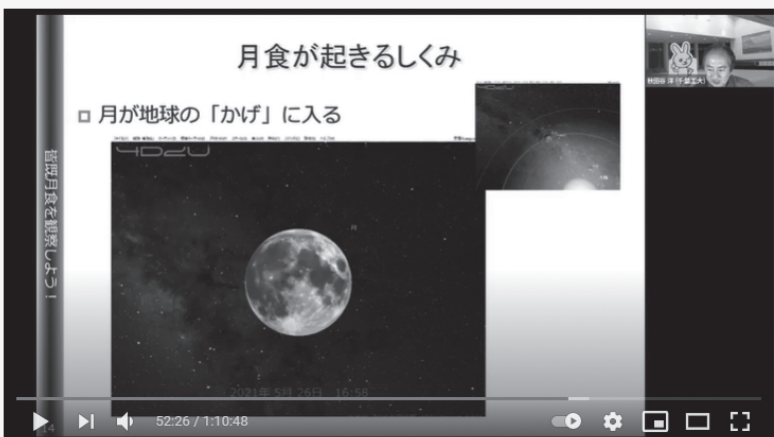 月食が起きるしくみ
月が地球の「かげ」に入る
4D2U
月
2021年 5月 26日 16:58
皆既月食を観察しよう!
14
52:26 / 1:10:48